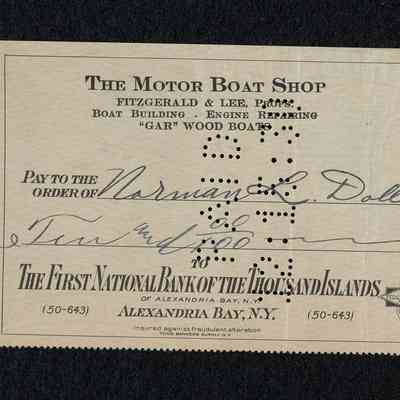 THE MOTOR BOAT SHOP
FITZGERALD & LEE, PROPS.
BOAT BUILDING - ENGINE REPAIRING
"GAR" WOOD BOATS
PAY TO THE
ORDER OF Norman L. Doll
Ten and 00/100
TO
THE FIRST NATIONAL BANK OF THE THOUSAND ISLANDS
OF ALEXANDRIA BAY, N.Y.
(50-643) ALEXANDRIA BAY, N.Y. (50-643)
Insured against fraudulent alteration
PAID